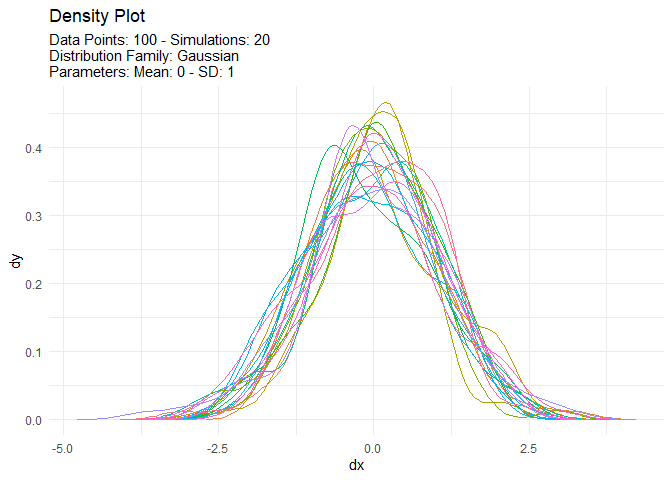 Density Plot
Data Points: 100 - Simulations: 20
Distribution Family: Gaussian
Parameters: Mean: 0 - SD: 1
dy
0.4
0.3
0.2
0.1
0.0
-5.0 -2.5 0.0 2.5
dx